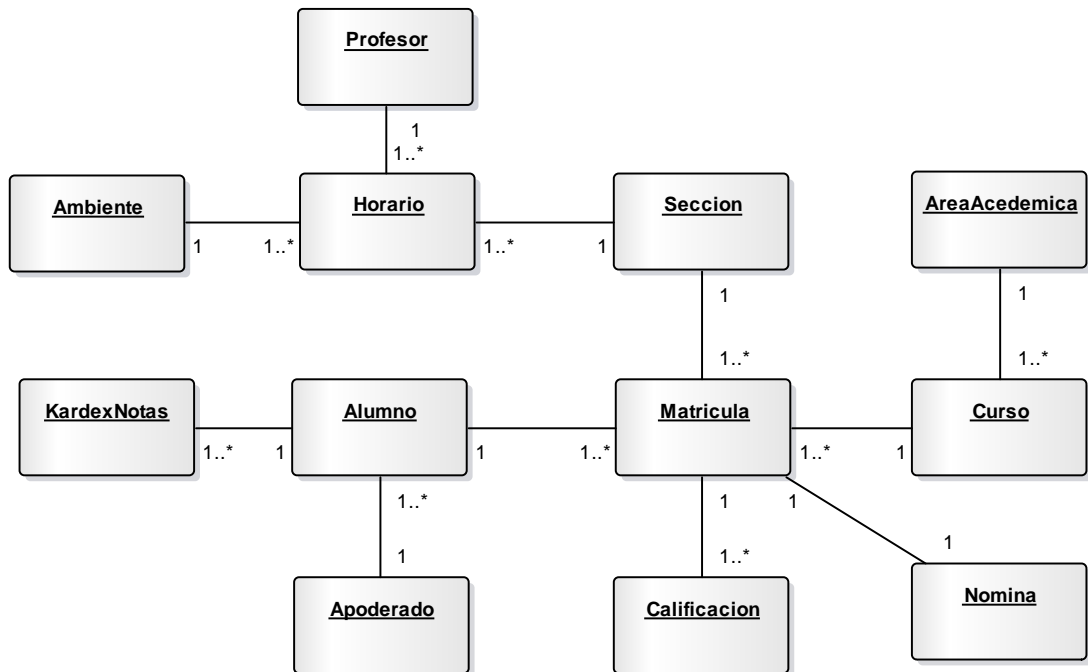 Profesor
1
1..*
Ambiente
Horario
Seccion
AreaAcedemica
1
1..*
1..*
1
1
1
1..*
1..*
KardexNotas
Alumno
Matricula
Curso
1..*
1
1
1..*
1..*
1
1..*
1
1
1
1..*
1
Apoderado
Calificacion
Nomina